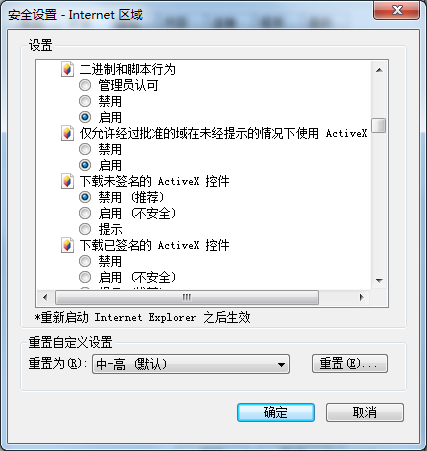 安全设置 - Internet 区域
设置
二进制和脚本行为
管理员认可
禁用
启用
仅允许经过批准的域在未经提示的情况下使用 ActiveX
禁用
启用
下载未签名的 ActiveX 控件
禁用 (推荐)
启用 (不安全)
提示
下载已签名的 ActiveX 控件
禁用
启用 (不安全)
提示 (推荐)
*重新启动 Internet Explorer 之后生效
重置自定义设置
重置为(R): 中-高 (默认) 重置(E)...
确定 取消